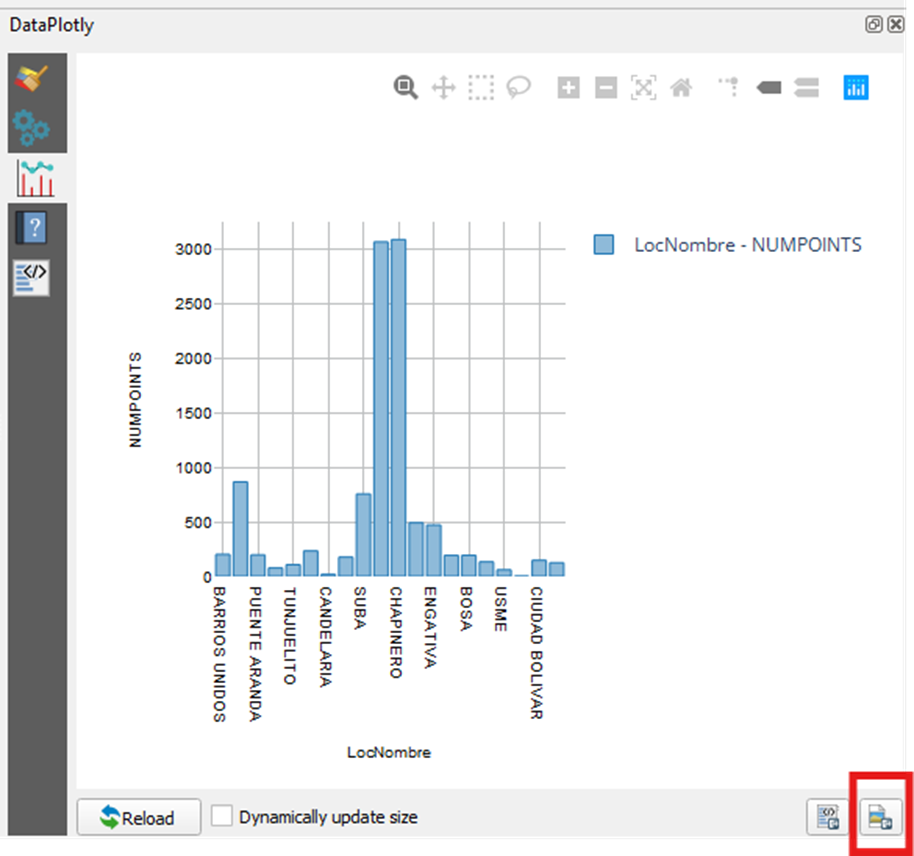 DataPlotly
LocNombre - NUMPOINTS
3000
2500
2000
1500
1000
500
0
NUMPOINTS
BARRIOS UNIDOS
PUENTE ARANDA
TUNJUELITO
CANDELARIA
SUBA
CHAPINERO
ENGATIVA
BOSA
USME
CIUDAD BOLIVAR
LocNombre
Reload
Dynamically update size